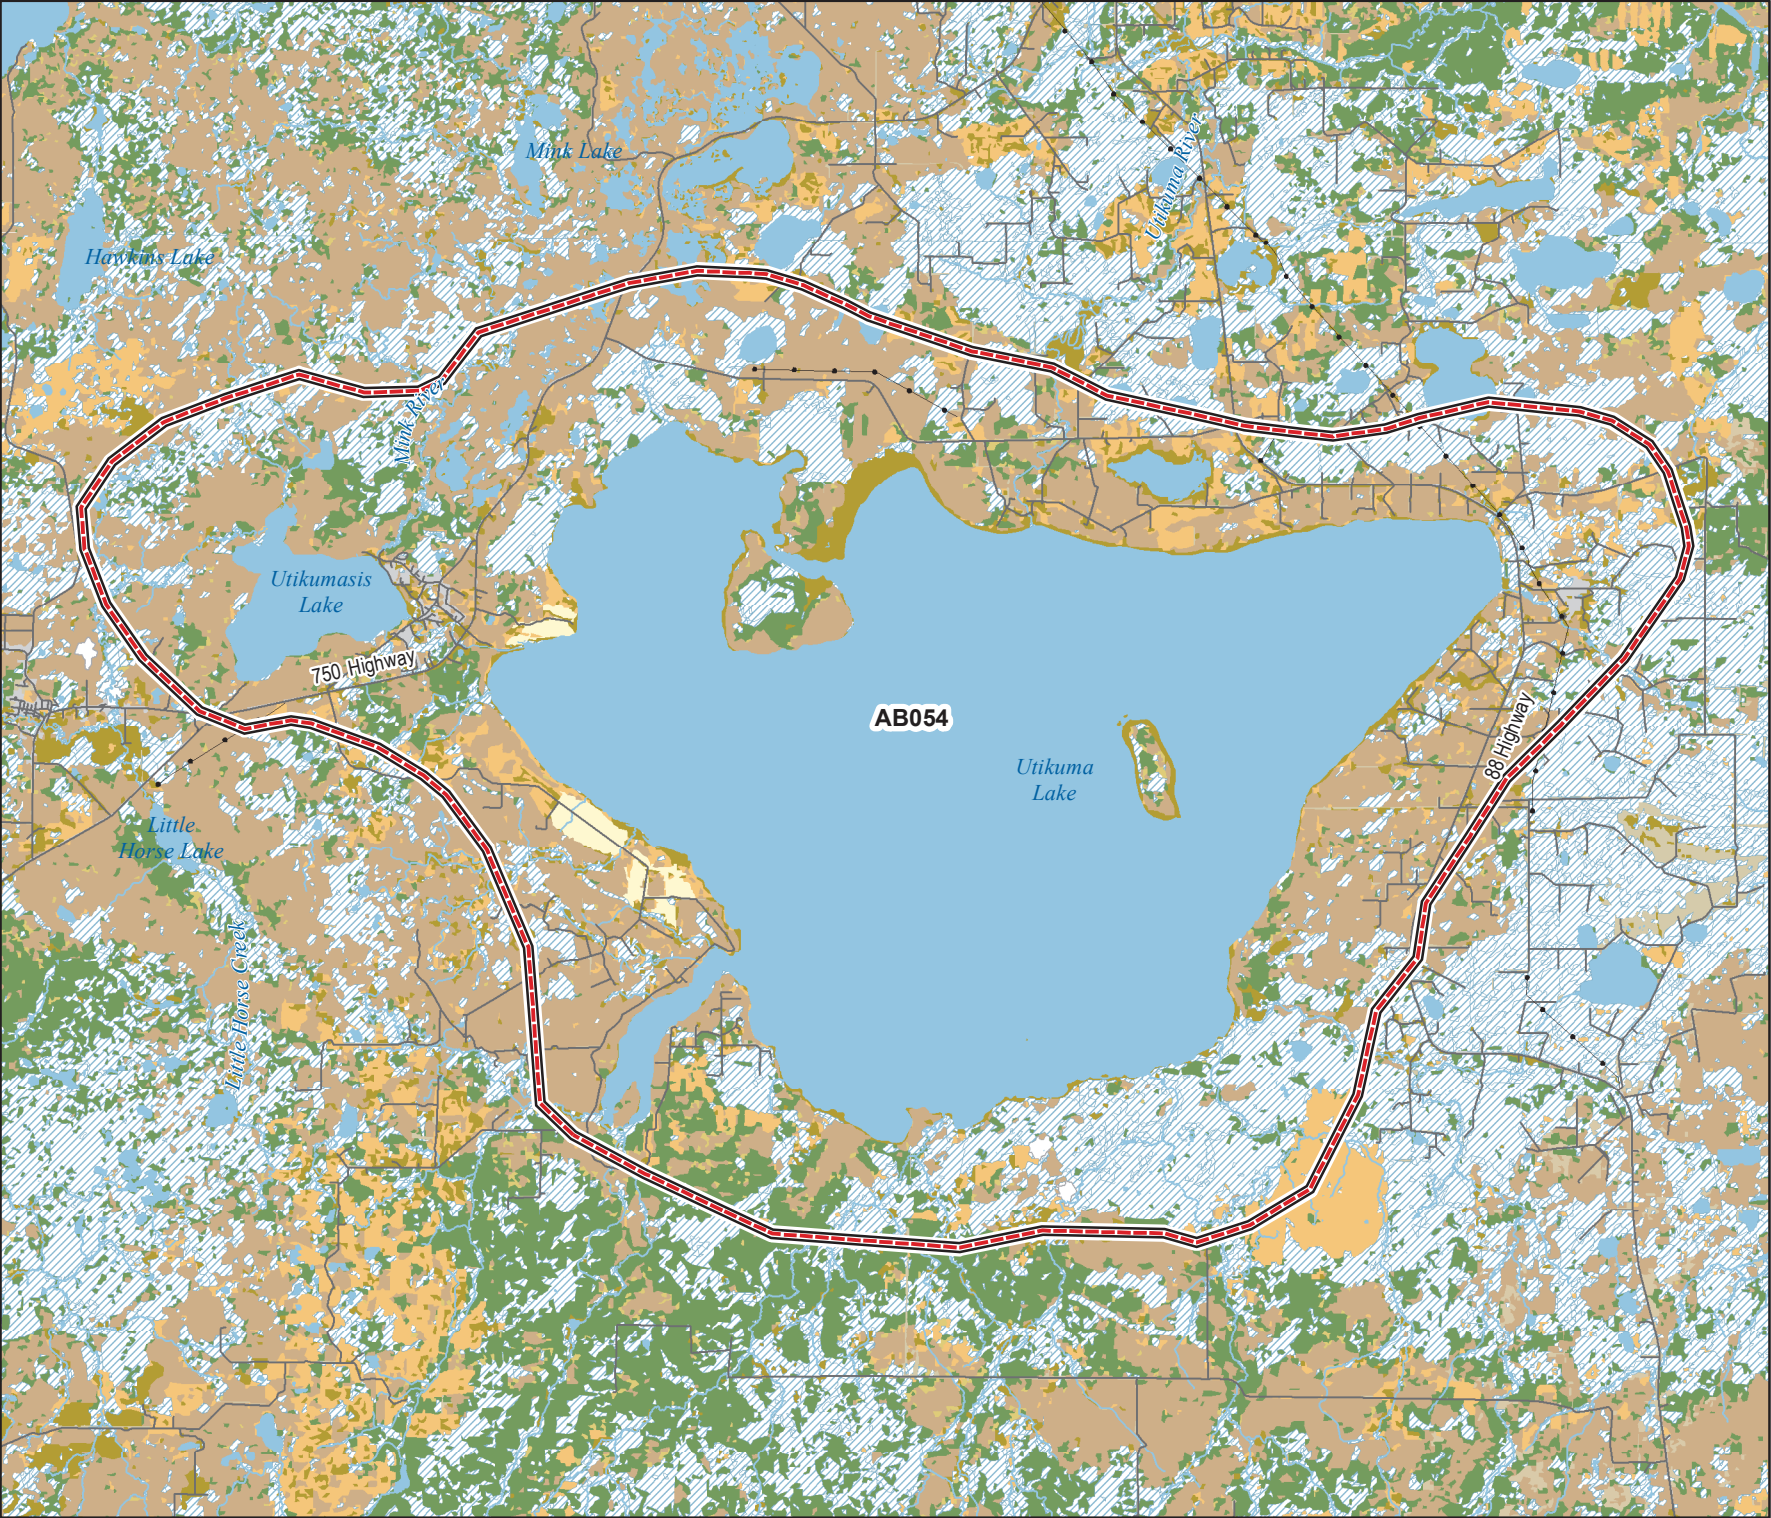 Mink Lake
Utikuma River
Hawkins Lake
Mink River
Utikumasis
Lake
750 Highway
AB054
88 Highway
Utikuma
Lake
Little
Horse Lake
Little Horse Creek